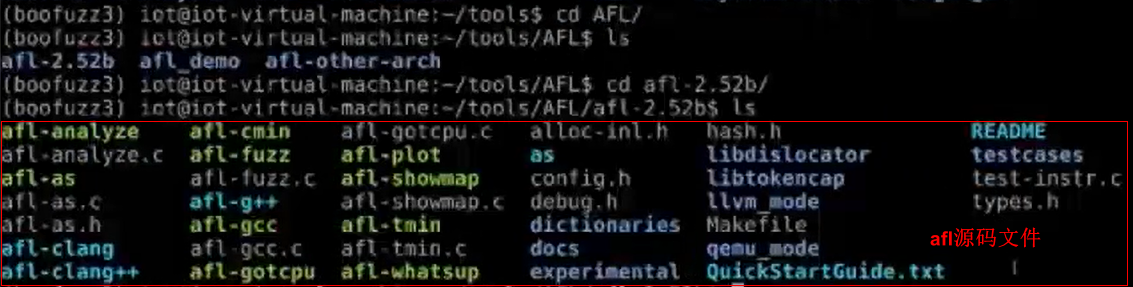 (boofuzz3) iot@iot-virtual-machine:~/tools$ cd AFL/
(boofuzz3) iot@iot-virtual-machine:~/tools/AFL$ ls
afl-2.52b afl_demo afl-other-arch
(boofuzz3) iot@iot-virtual-machine:~/tools/AFL$ cd afl-2.52b/
(boofuzz3) iot@iot-virtual-machine:~/tools/AFL/afl-2.52b$ ls
afl-analyze afl-cmin afl-gotcpu.c alloc-inl.h hash.h README
afl-analyze.c afl-fuzz afl-plot as libdislocator testcases
afl-as afl-fuzz.c afl-showmap config.h libtokencap test-instr.c
afl-as.c afl-g++ afl-showmap.c debug.h llvm_mode types.h
afl-as.h afl-gcc afl-tmin dictionaries Makefile
afl-clang afl-gcc.c afl-tmin.c docs qemu_mode afl源码文件
afl-clang++ afl-gotcpu afl-whatsup experimental QuickStartGuide.txt